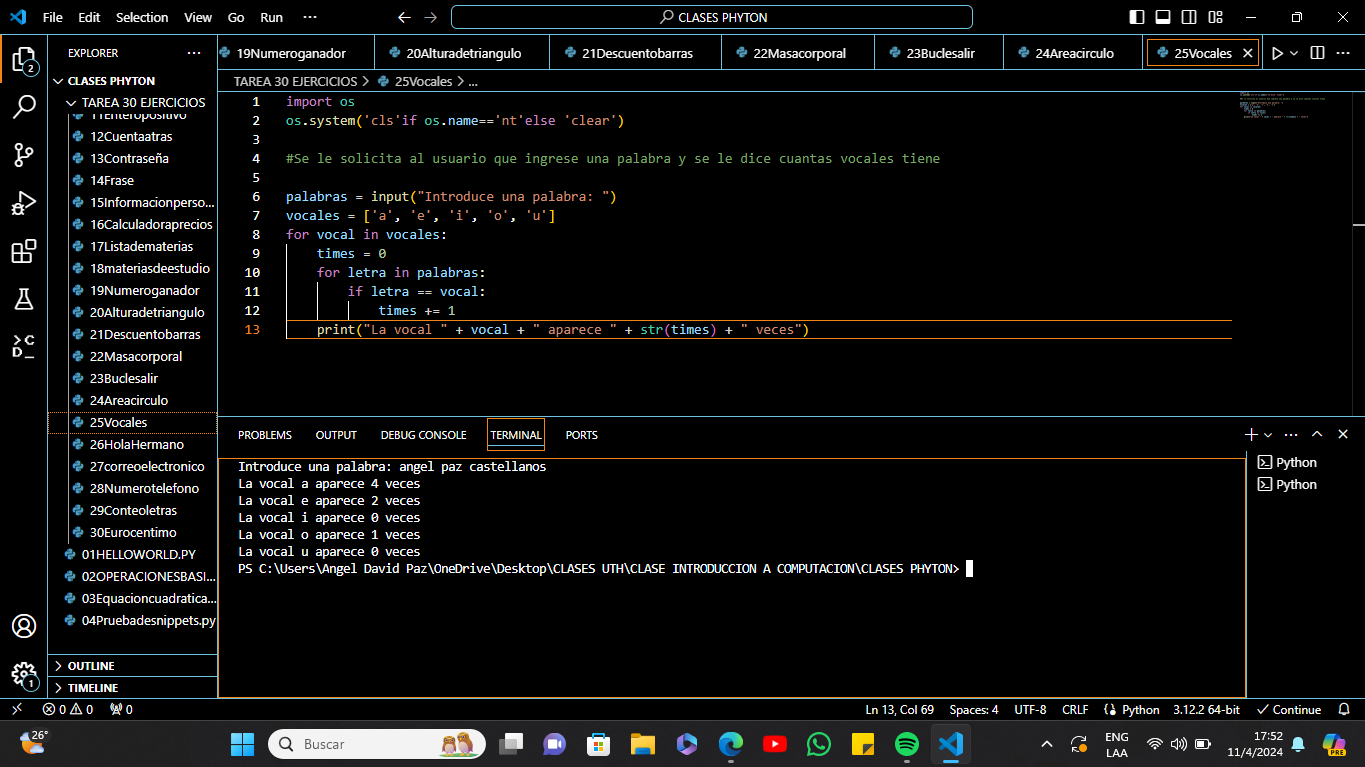 File Edit Selection View Go Run ··· CLASES PHYTON
EXPLORER ···
CLASES PHYTON
TAREA 30 EJERCICIOS
11Enteropositivo
12Cuentaatras
13Contraseña
14Frase
15Informacionperso...
16Calculadoraprecios
17Listadematerias
18materiasdeestudio
19Numeroganador
20Alturadetriangulo
21Descuentobarras
22Masacorporal
23Buclesalir
24Areacirculo
25Vocales
26HolaHermano
27correoelectronico
28Numerotelefono
29Conteoletras
30Eurocentimo
01HELLOWORLD.PY
02OPERACIONESBASI...
03Equacioncuadratica...
04Pruebadesnippets.py
OUTLINE
TIMELINE
2
1
19Numeroganador 20Alturadetriangulo 21Descuentobarras 22Masacorporal 23Buclesalir 24Areacirculo 25Vocales
TAREA 30 EJERCICIOS > 25Vocales > ...
1 import os
2 os.system('cls'if os.name=='nt'else 'clear')
3
4 #Se le solicita al usuario que ingrese una palabra y se le dice cuantas vocales tiene
5
6 palabras = input("Introduce una palabra: ")
7 vocales = ['a', 'e', 'i', 'o', 'u']
8 for vocal in vocales:
9     times = 0
10     for letra in palabras:
11         if letra == vocal:
12             times += 1
13     print("La vocal " + vocal + " aparece " + str(times) + " veces")
PROBLEMS OUTPUT DEBUG CONSOLE TERMINAL PORTS
Introduce una palabra: angel paz castellanos
La vocal a aparece 4 veces
La vocal e aparece 2 veces
La vocal i aparece 0 veces
La vocal o aparece 1 veces
La vocal u aparece 0 veces
PS C:\Users\Angel David Paz\OneDrive\Desktop\CLASES UTH\CLASE INTRODUCCION A COMPUTACION\CLASES PHYTON>
Python
Python
0 0 0 Ln 13, Col 69 Spaces: 4 UTF-8 CRLF Python 3.12.2 64-bit Continue
26° Buscar ENG 17:52
LAA 11/4/2024 PRE